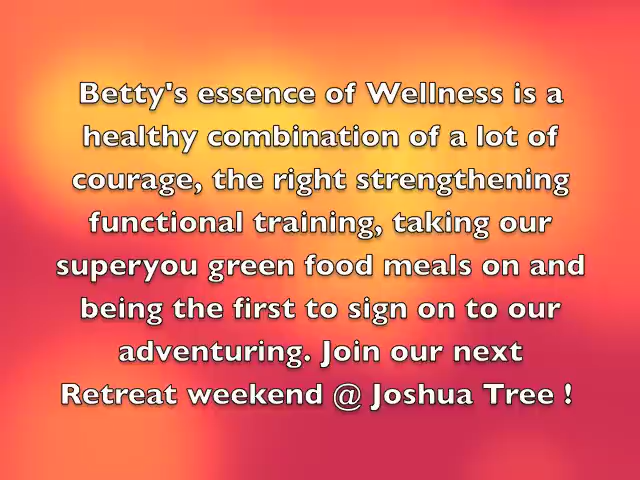 Betty's essence of Wellness is a
healthy combination of a lot of
courage, the right strengthening
functional training, taking our
superyou green food meals on and
being the first to sign on to our
adventuring. Join our next
Retreat weekend @ Joshua Tree !